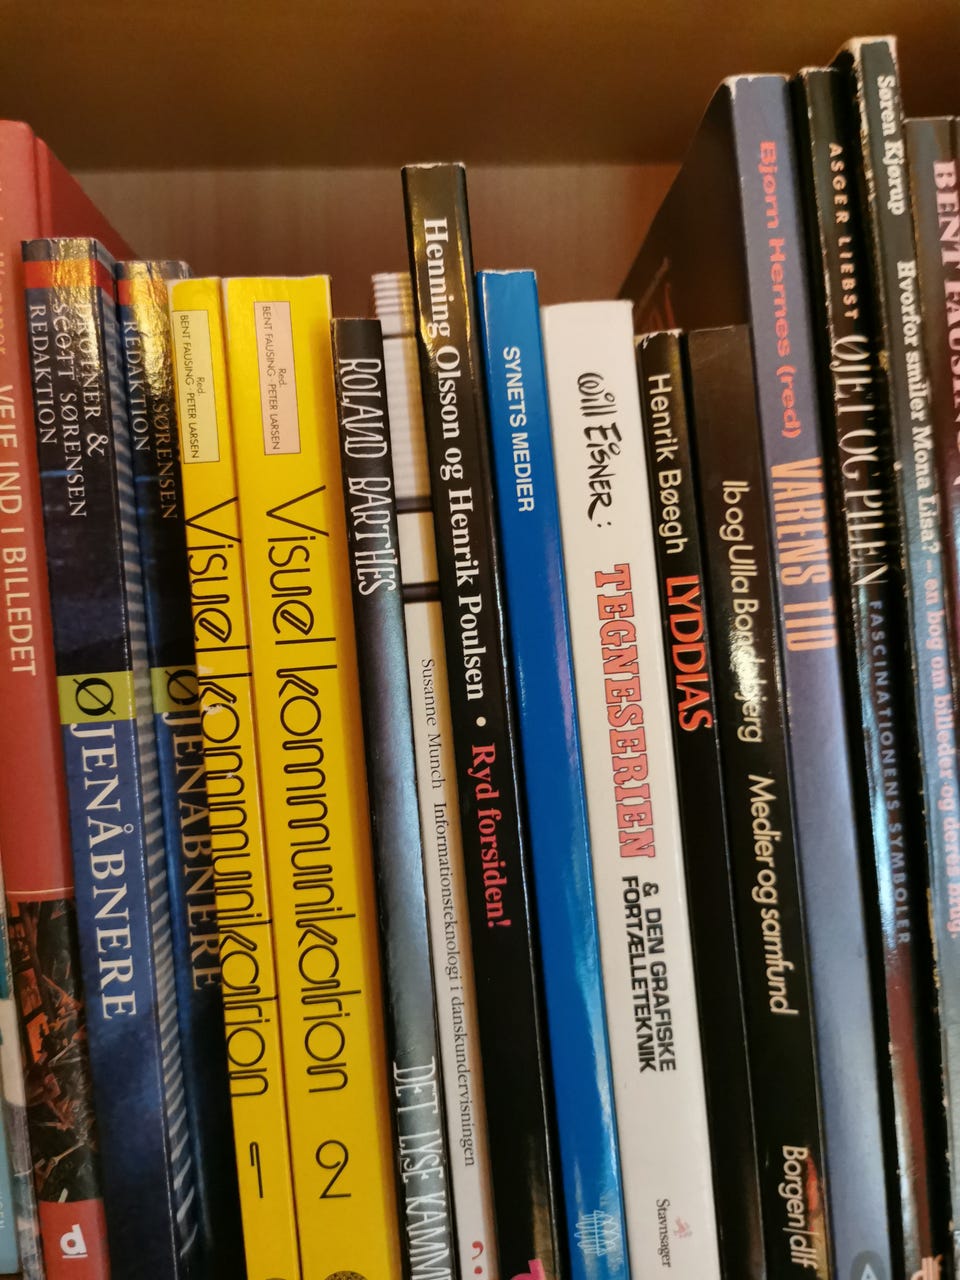 VEJE IND I BILLEDET
DROTNER &
SCOTT SØRENSEN
REDAKTION
ØJENÅBNERE
SØRENSEN
REDAKTION
ØJENÅBNERE
Red.
BENT FAUSING · PETER LARSEN
Visuel kommunikation 1
Red.
BENT FAUSING · PETER LARSEN
Visuel kommunikation 2
ROLAND BARTHES
DET LYSE KAMM
Susanne Munch Informationsteknologi i danskundervisningen
Henning Olsson og Henrik Poulsen • Ryd forsiden!
SYNETS MEDIER
Will Eisner:
TEGNESERIEN
& DEN GRAFISKE
FORTÆLLETEKNIK
Stavnsager
Henrik Bøegh LYDDIAS
Ib og Ulla Bondebjerg Medier og samfund Borgen/dlf
Bjørn Hernes (red) VARENS TID
ASGER LIEBST ØJET OG PILEN FASCINATIONENS SYMBOLER
Søren Kjørup Hvorfor smiler Mona Lisa? – en bog om billeder og deres brug.
BENT FAUSING